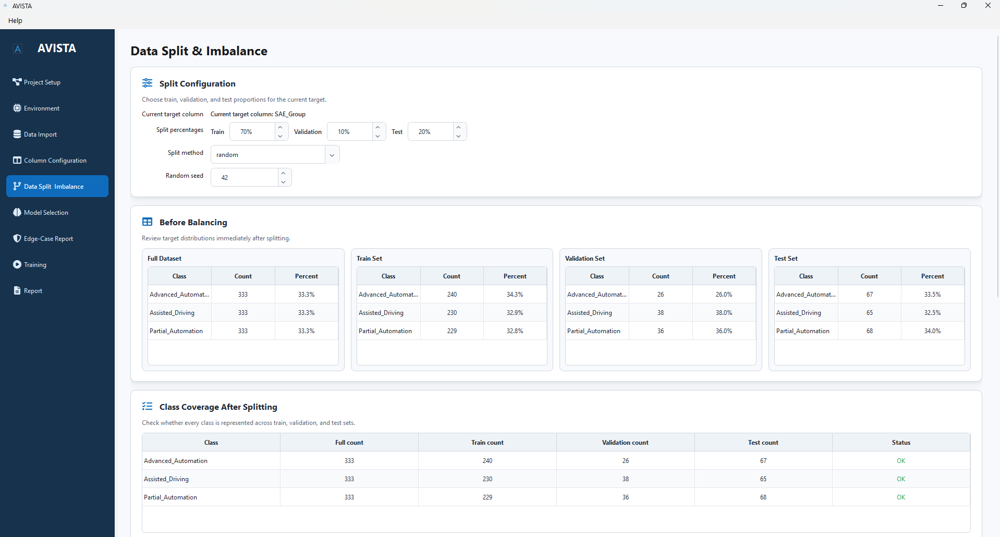 AVISTA
Help
A AVISTA
Project Setup
Environment
Data Import
Column Configuration
Data Split Imbalance
Model Selection
Edge-Case Report
Training
Report
Data Split & Imbalance
Split Configuration
Choose train, validation, and test proportions for the current target.
Current target column Current target column: SAE_Group
Split percentages Train 70% Validation 10% Test 20%
Split method random
Random seed 42
Before Balancing
Review target distributions immediately after splitting.
Full Dataset
Class Count Percent
Advanced_Automat... 333 33.3%
Assisted_Driving 333 33.3%
Partial_Automation 333 33.3%
Train Set
Class Count Percent
Advanced_Automat... 240 34.3%
Assisted_Driving 230 32.9%
Partial_Automation 229 32.8%
Validation Set
Class Count Percent
Advanced_Automat... 26 26.0%
Assisted_Driving 38 38.0%
Partial_Automation 36 36.0%
Test Set
Class Count Percent
Advanced_Automat... 67 33.5%
Assisted_Driving 65 32.5%
Partial_Automation 68 34.0%
Class Coverage After Splitting
Check whether every class is represented across train, validation, and test sets.
Class Full count Train count Validation count Test count Status
Advanced_Automation 333 240 26 67 OK
Assisted_Driving 333 230 38 65 OK
Partial_Automation 333 229 36 68 OK